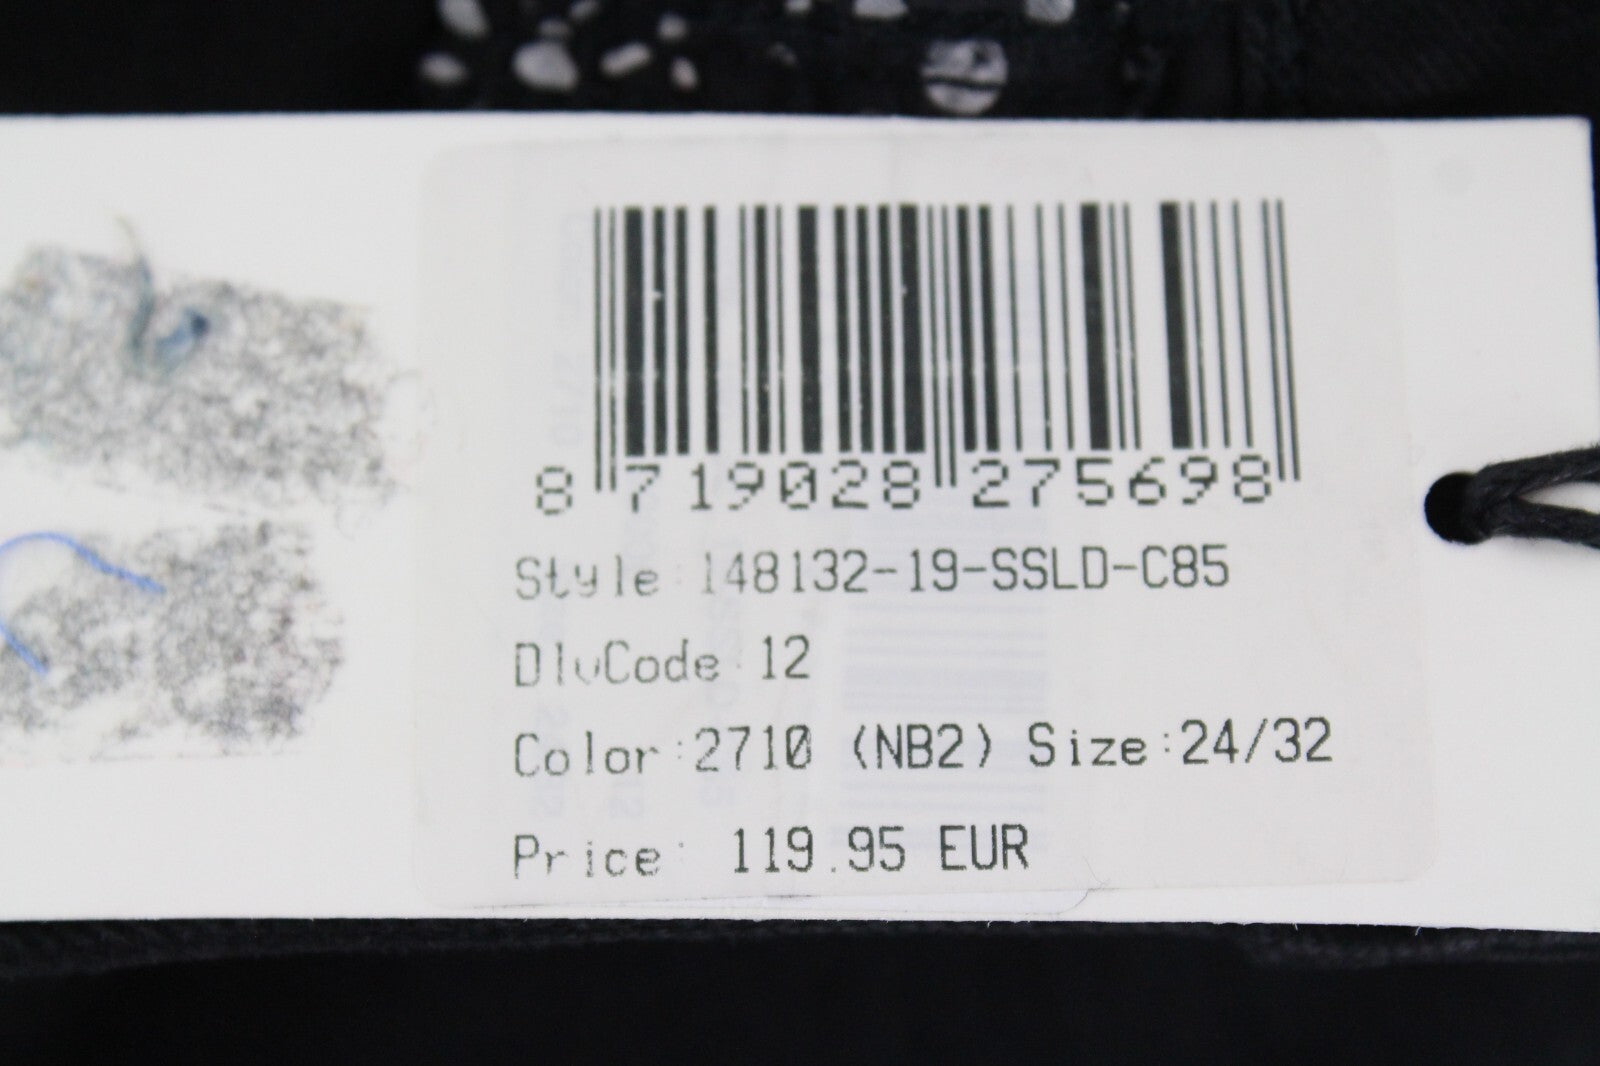 8 719028 275698
Style: 148132-19-SSLD-C85
DlvCode: 12
Color: 2710 (NB2) Size: 24/32
Price: 119.95 EUR